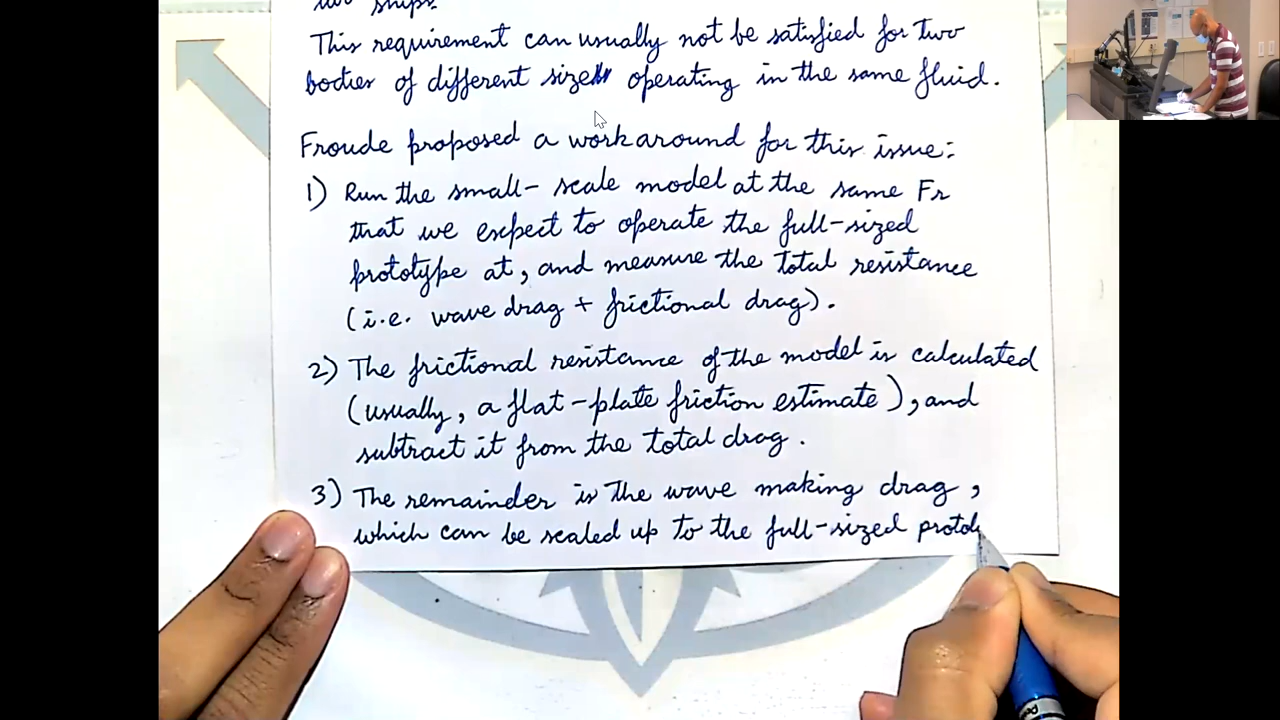 two ships.
This requirement can usually not be satisfied for two
bodies of different size operating in the same fluid.
Froude proposed a workaround for this issue:
1) Run the small-scale model at the same Fr
that we expect to operate the full-sized
prototype at, and measure the total resistance
(i.e. wave drag + frictional drag).
2) The frictional resistance of the model is calculated
(usually, a flat-plate friction estimate), and
subtract it from the total drag.
3) The remainder is the wave making drag,
which can be scaled up to the full-sized proto